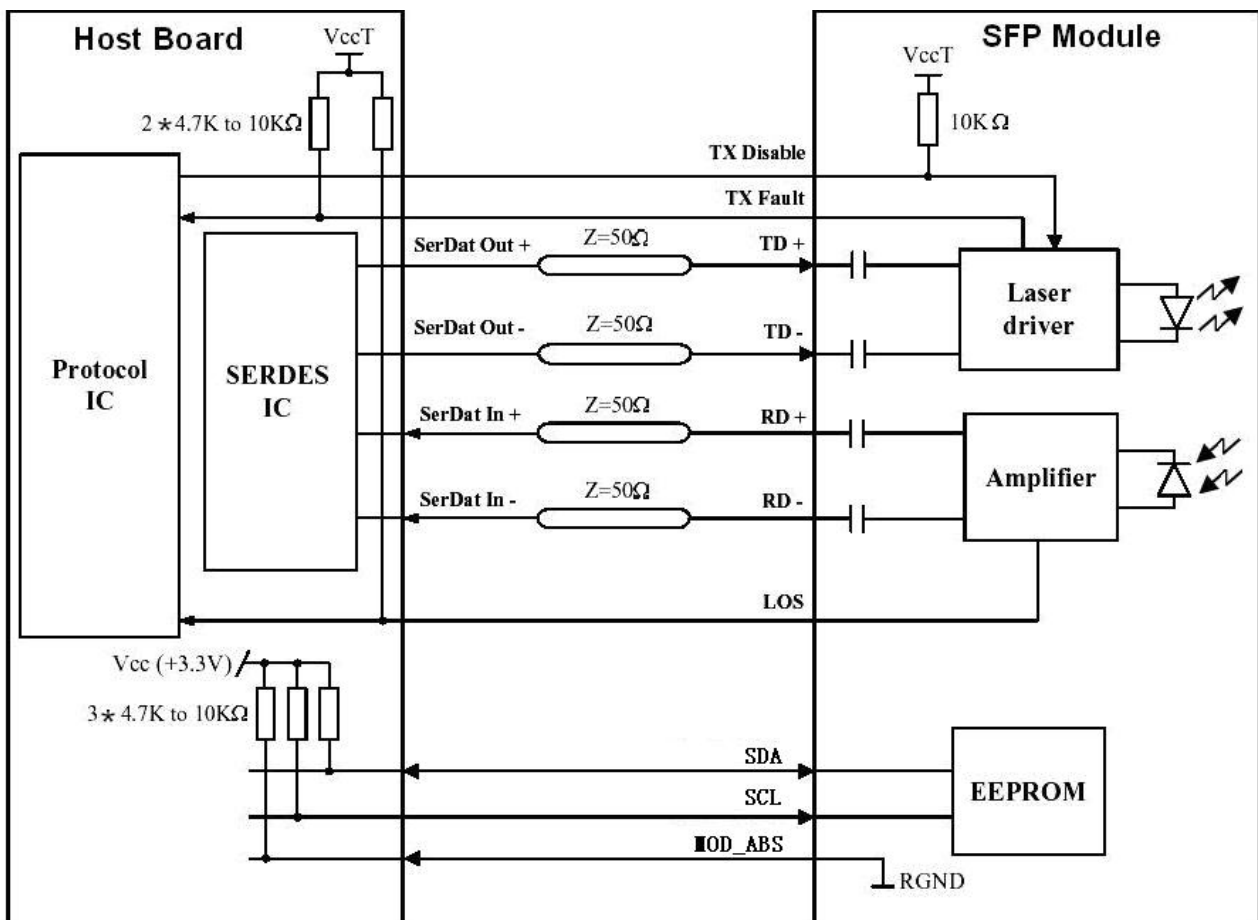 Host Board
SFP Module
VccT
VccT
2*4.7K to 10KΩ
10KΩ
TX Disable
TX Fault
SerDat Out +
Z=50Ω
TD +
SerDat Out -
Z=50Ω
TD -
Laser
driver
Protocol
IC
SERDES
IC
SerDat In +
Z=50Ω
RD +
SerDat In -
Z=50Ω
RD -
Amplifier
LOS
Vcc (+3.3V)
3*4.7K to 10KΩ
SDA
SCL
MOD_ABS
EEPROM
RGND